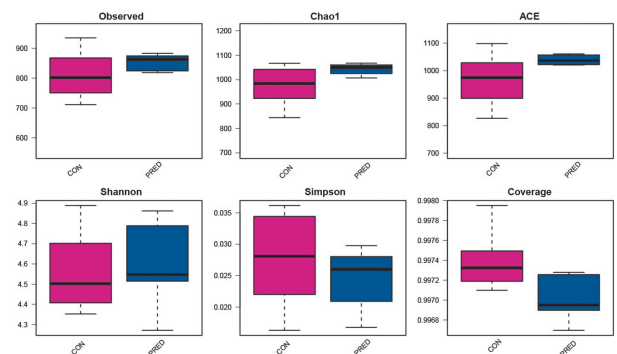 Observed
900
800
700
600
CON
PRED
Chao1
1200
1100
1000
900
800
700
CON
PRED
ACE
1100
1000
900
800
700
CON
PRED
Shannon
4.9
4.8
4.7
4.6
4.5
4.4
4.3
CON
PRED
Simpson
0.035
0.030
0.025
0.020
CON
PRED
Coverage
0.9980
0.9978
0.9976
0.9974
0.9972
0.9970
0.9968
CON
PRED